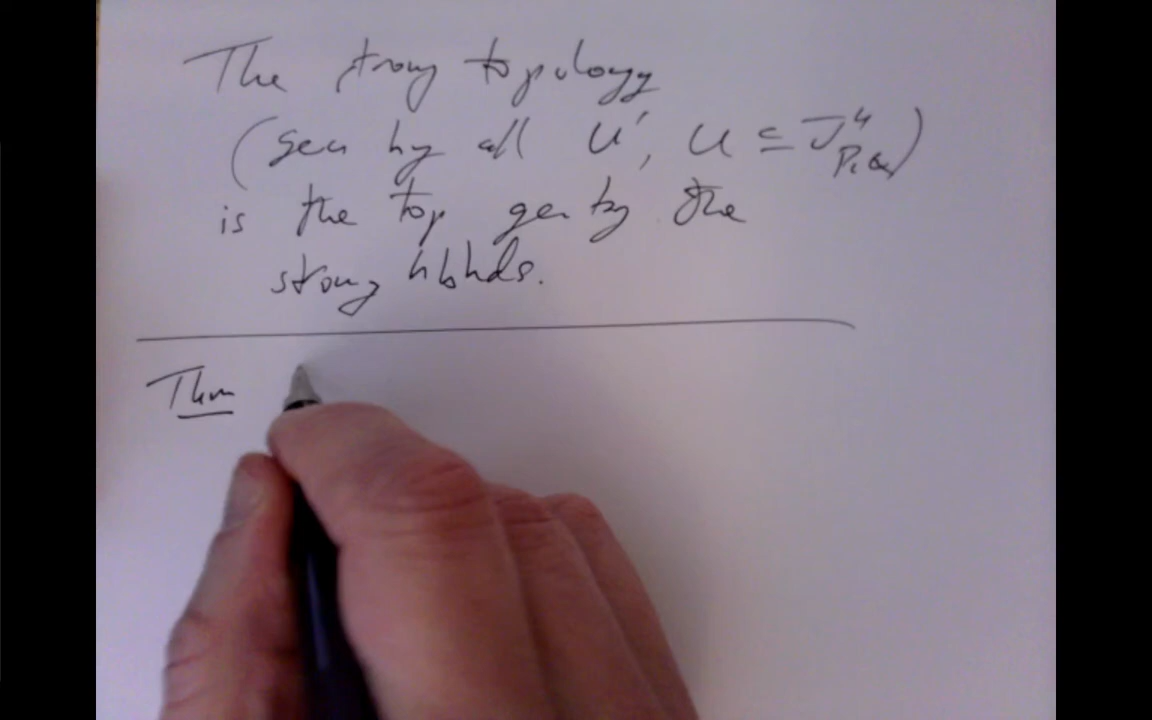 The strong topology
(gen by all U', U ⊆ J^4_{P,Q})
is the top gen by the
strong nbhds.
Thm